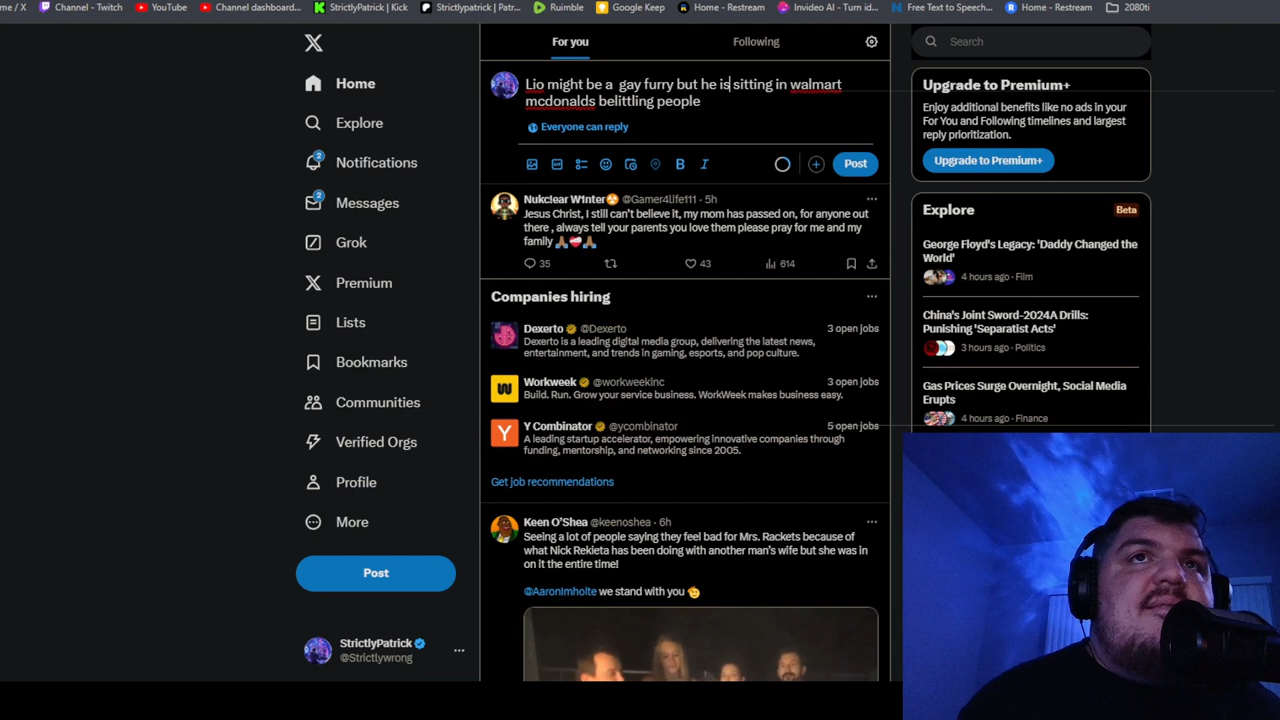 me / X
Channel - Twitch
YouTube
Channel dashboard...
StrictlyPatrick | Kick
Strictlypatrick | Patr...
Rumble
Google Keep
Home - Restream
Invideo AI - Turn id...
Free Text to Speech...
Home - Restream
2080ti
Home
Explore
Notifications
2
Messages
2
Grok
Premium
Lists
Bookmarks
Communities
Verified Orgs
Profile
More
Post
StrictlyPatrick
@Strictlywrong
For you
Following
Lio might be a  gay furry but he is sitting in walmart
mcdonalds belittling people
Everyone can reply
B I
Post
Nukc1ear W1nter @Gamer4life111 · 5h
Jesus Christ, I still can't believe it, my mom has passed on, for anyone out
there , always tell your parents you love them please pray for me and my
family
35
43
614
Companies hiring
Dexerto @Dexerto
3 open jobs
Dexerto is a leading digital media group, delivering the latest news,
entertainment, and trends in gaming, esports, and pop culture.
W
Workweek @workweekinc
3 open jobs
Build. Run. Grow your service business. WorkWeek makes business easy.
Y
Y Combinator @ycombinator
5 open jobs
A leading startup accelerator, empowering innovative companies through
funding, mentorship, and networking since 2005.
Get job recommendations
Keen O'Shea @keenoshea · 6h
Seeing a lot of people saying they feel bad for Mrs. Rackets because of
what Nick Rekieta has been doing with another man's wife but she was in
on it the entire time!
@AaronImholte we stand with you
Search
Upgrade to Premium+
Enjoy additional benefits like no ads in your
For You and Following timelines and largest
reply prioritization.
Upgrade to Premium+
Explore
Beta
George Floyd's Legacy: 'Daddy Changed the
World'
4 hours ago · Film
China's Joint Sword-2024A Drills:
Punishing 'Separatist Acts'
3 hours ago · Politics
Gas Prices Surge Overnight, Social Media
Erupts
4 hours ago · Finance